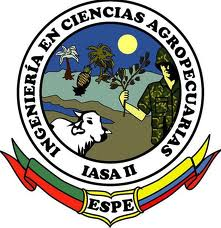 INGENIERÍA EN CIENCIAS AGROPECUARIAS
IASA II
ESPE